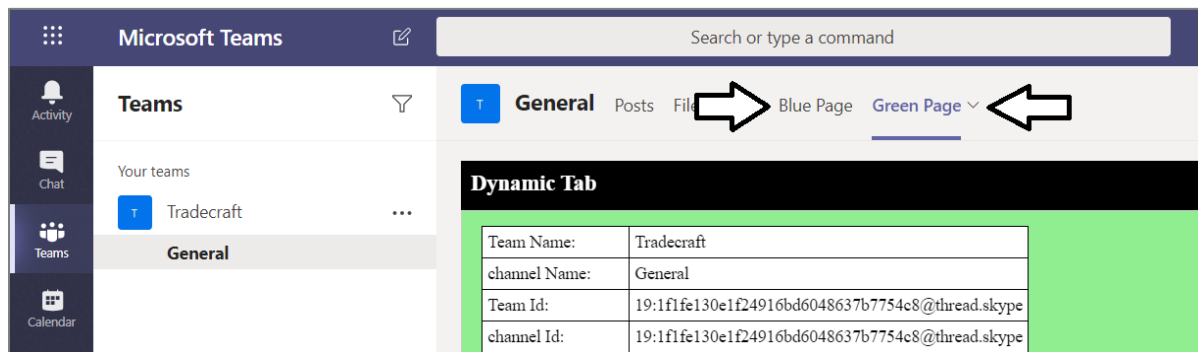 Microsoft Teams
Search or type a command
Activity
Chat
Teams
Calendar
Teams
Your teams
T Tradecraft
General
T General Posts Blue Page Green Page
Dynamic Tab
Team Name: Tradecraft
channel Name: General
Team Id: 19:1f1fe130e1f24916bd6048637b7754c8@thread.skype
channel Id: 19:1f1fe130e1f24916bd6048637b7754c8@thread.skype